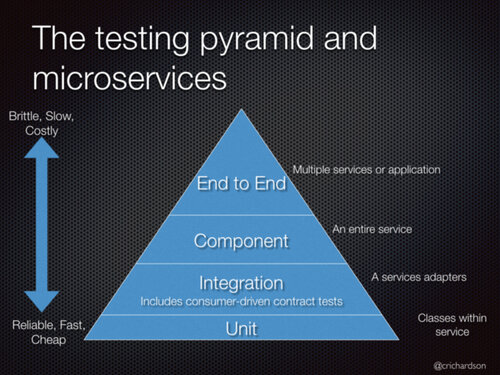 The testing pyramid and
microservices
Brittle, Slow,
Costly
End to End
Multiple services or application
Component
An entire service
Integration
Includes consumer-driven contract tests
A services adapters
Reliable, Fast,
Cheap
Unit
Classes within
service
@crichardson